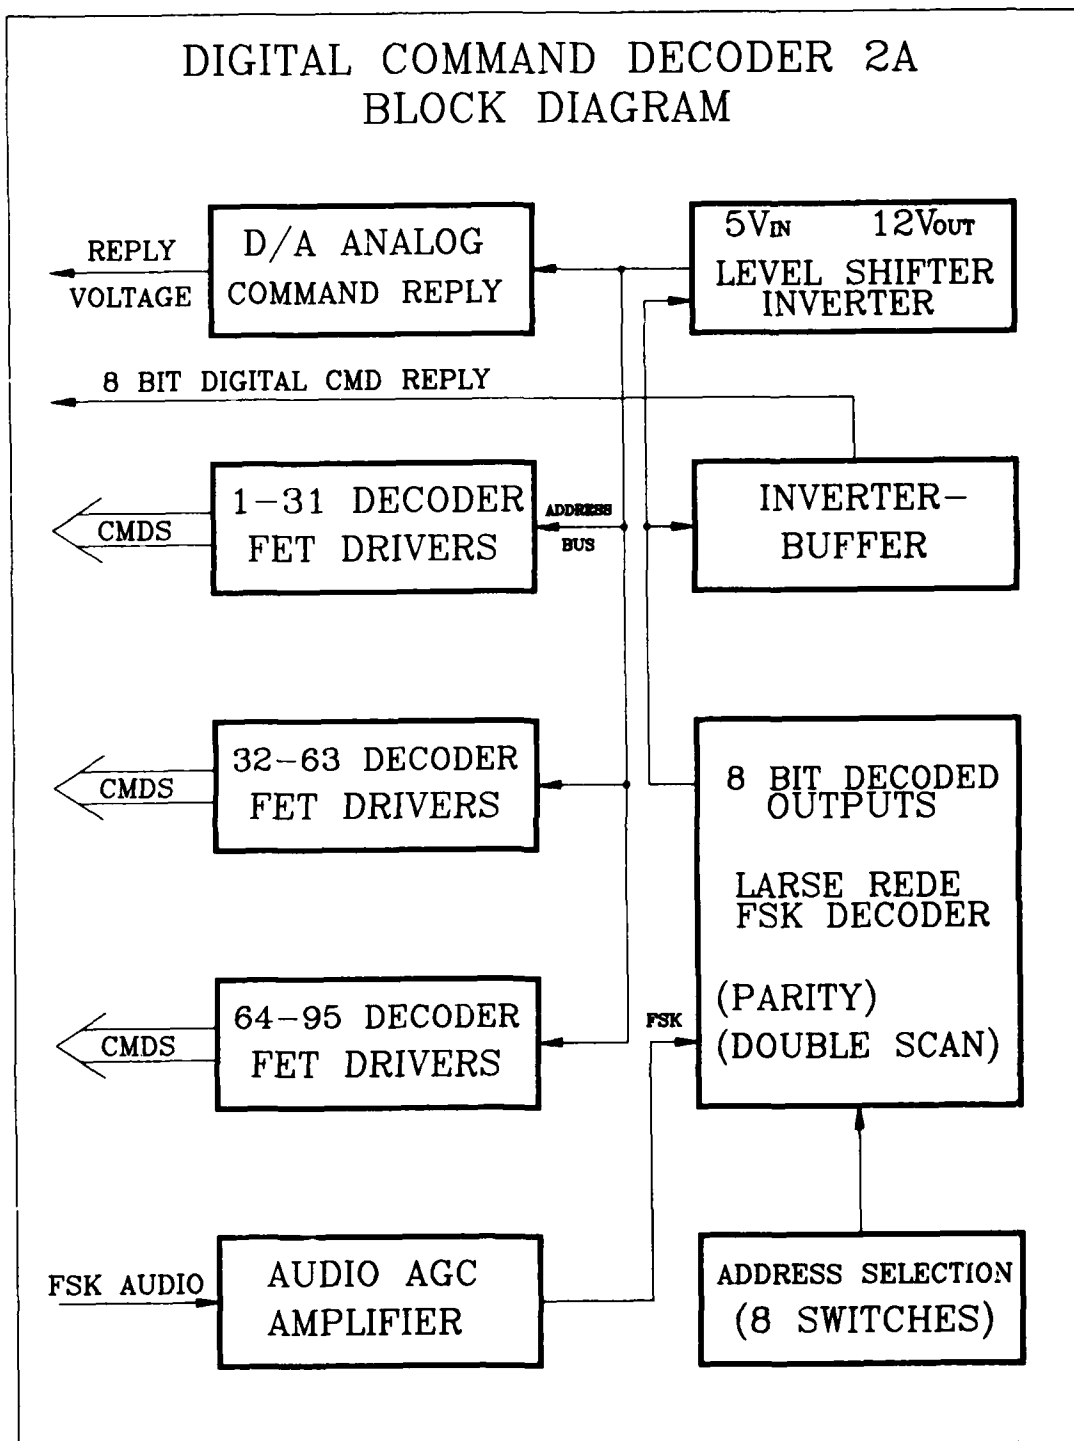 DIGITAL COMMAND DECODER 2A
BLOCK DIAGRAM
REPLY
VOLTAGE
D/A ANALOG
COMMAND REPLY
5VIN 12VOUT
LEVEL SHIFTER
INVERTER
8 BIT DIGITAL CMD REPLY
CMDS
1-31 DECODER
FET DRIVERS
ADDRESS
BUS
INVERTER-
BUFFER
CMDS
32-63 DECODER
FET DRIVERS
8 BIT DECODED
OUTPUTS
LARSE REDE
FSK DECODER
(PARITY)
(DOUBLE SCAN)
CMDS
64-95 DECODER
FET DRIVERS
FSK
FSK AUDIO
AUDIO AGC
AMPLIFIER
ADDRESS SELECTION
(8 SWITCHES)